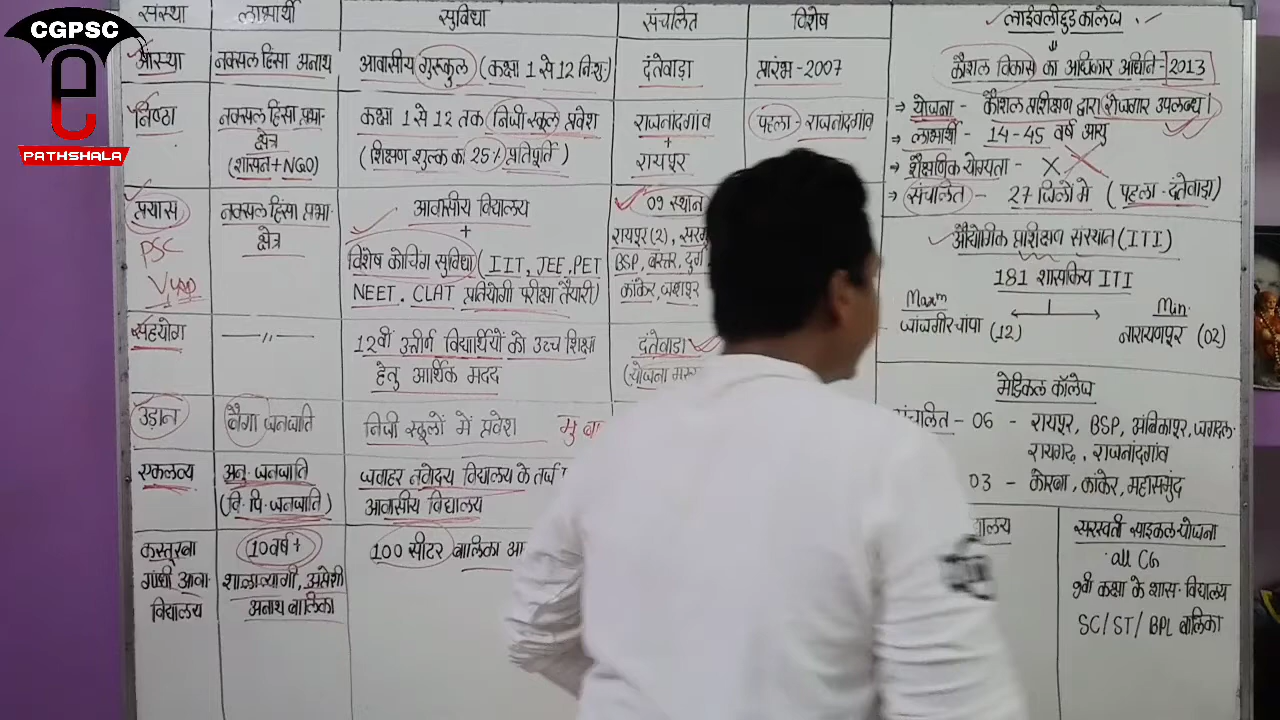 CGPSC
e
PATHSHALA
संस्था लाभार्थी सुविधा संचालित विशेष
आस्था नक्सल हिंसा अनाथ आवासीय गुरूकुल (कक्षा 1 से 12 निशु·) दंतेवाड़ा प्रारंभ - 2007
निष्ठा नक्सल हिंसा प्रभा· क्षेत्र (शासन+NGO)
कक्षा 1 से 12 तक निजी स्कूल प्रवेश
(शिक्षण शुल्क का 25% प्रतिपूर्ति)
राजनांदगांव
+
रायपुर
पहला - राजनांदगांव
प्रयास
PSC
नक्सल हिंसा प्रभा·
क्षेत्र
आवासीय विद्यालय
+
विशेष कोचिंग सुविधा (IIT, JEE, PET
NEET, CLAT प्रतियोगी परीक्षा तैयारी)
09 स्थान
रायपुर (2),
BSP, बस्तर, दुर्ग
कांकेर, जशपुर
सहयोग —〃—
12वीं उत्तीर्ण विद्यार्थियों को उच्च शिक्षा
हेतु आर्थिक मदद
दंतेवाड़ा
(योजना
उड़ान बैगा जनजाति निजी स्कूलों में प्रवेश
एकलव्य अनु· जनजाति
(वि· पि· जनजाति)
जवाहर नवोदय विद्यालय के तर्ज
आवासीय विद्यालय
कस्तूरबा
गांधी आवा·
विद्यालय
10 वर्ष +
शालात्यागी, अप्रवेशी
अनाथ बालिका
100 सीटर बालिका
लाईवलीहुड कालेज
कौशल विकास का अधिकार अधिनि - 2013
→ योजना - कौशल प्रशिक्षण द्वारा रोजगार उपलब्ध।
→ लाभार्थी - 14-45 वर्ष आयु
→ शैक्षणिक योग्यता - X
→ संचालित - 27 जिलों में (पहला - दंतेवाड़ा)
औद्योगिक प्रशिक्षण संस्थान (ITI)
181 शासकिय ITI
Maxm
जांजगीर चांपा (12)
Min·
नारायणपुर (02)
मेडिकल कॉलेज
संचालित - 06 - रायपुर, BSP, अंबिकापुर, जगदल·
रायगढ़, राजनांदगांव
03 - कोरबा, कांकेर, महासमुंद
सरस्वती साइकल योजना
all CG
9वी कक्षा के शास· विद्यालय
SC/ST/BPL बालिका